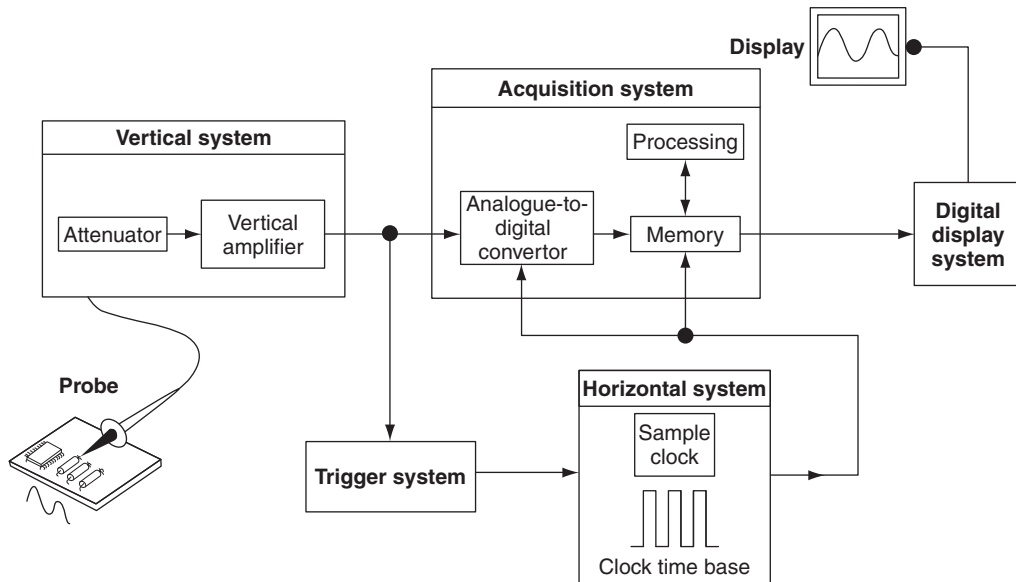 Display
Acquisition system
Vertical system
Processing
Attenuator
Vertical
amplifier
Analogue-to-
digital
convertor
Memory
Digital
display
system
Probe
Horizontal system
Sample
clock
Trigger system
Clock time base